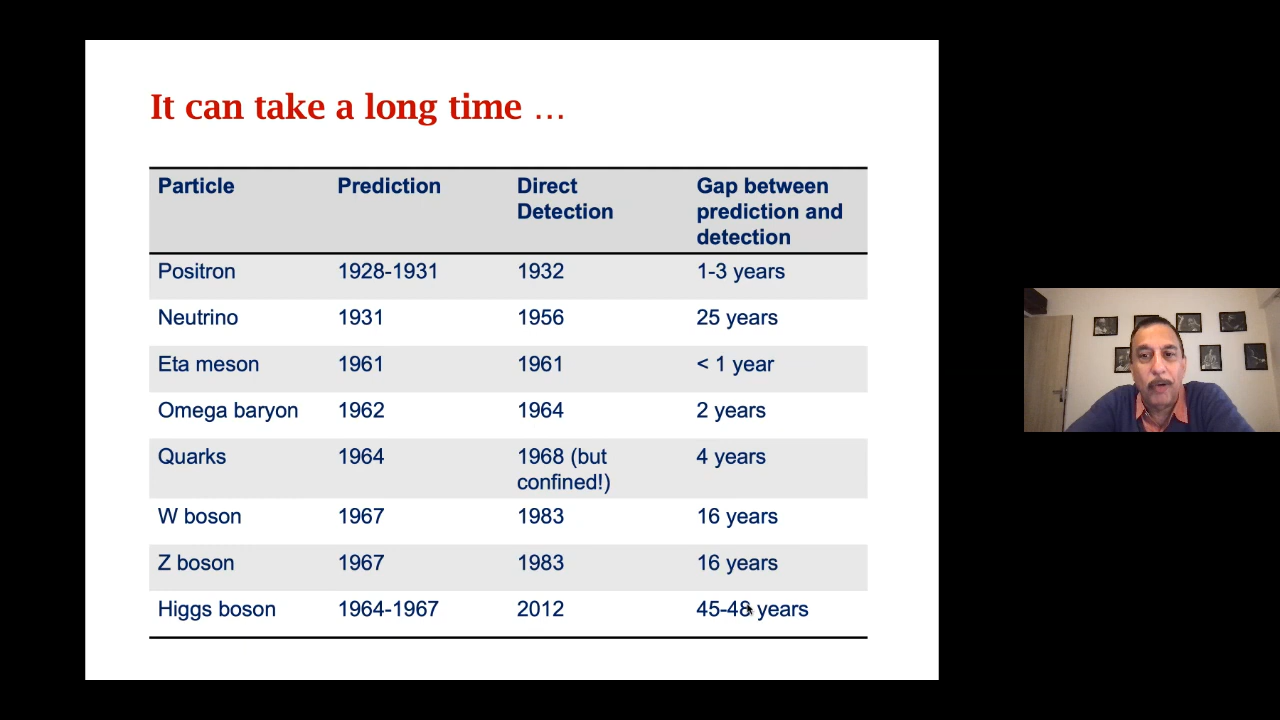 It can take a long time …
Particle Prediction Direct Detection Gap between prediction and detection
Positron 1928-1931 1932 1-3 years
Neutrino 1931 1956 25 years
Eta meson 1961 1961 < 1 year
Omega baryon 1962 1964 2 years
Quarks 1964 1968 (but confined!) 4 years
W boson 1967 1983 16 years
Z boson 1967 1983 16 years
Higgs boson 1964-1967 2012 45-48 years